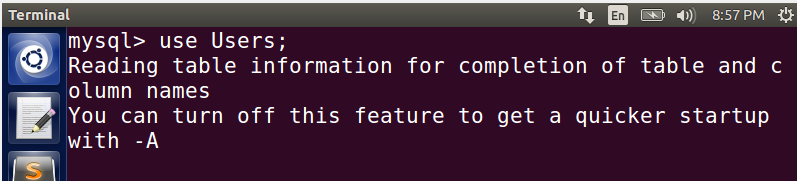 Terminal
En
8:57 PM
mysql> use Users;
Reading table information for completion of table and c
olumn names
You can turn off this feature to get a quicker startup
with -A
S